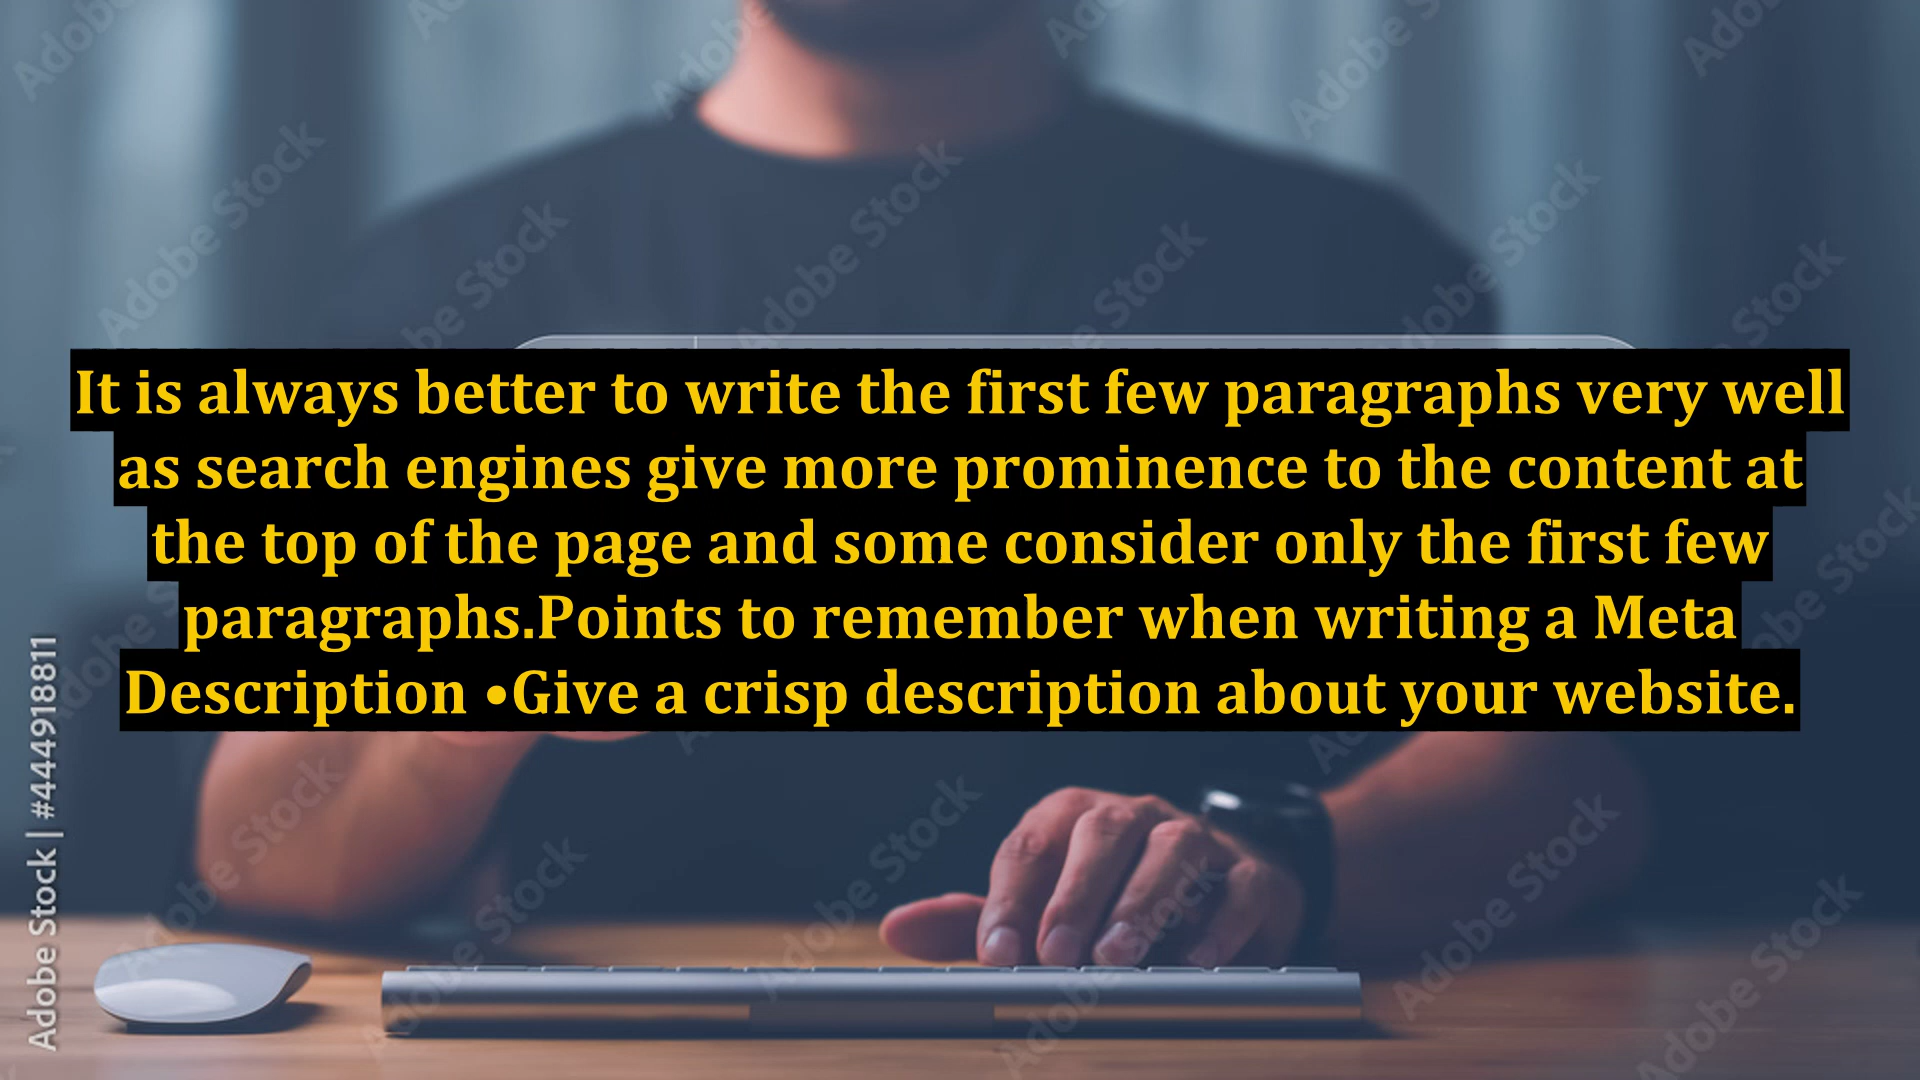 It is always better to write the first few paragraphs very well
as search engines give more prominence to the content at
the top of the page and some consider only the first few
paragraphs.Points to remember when writing a Meta
Description •Give a crisp description about your website.
Adobe Stock | #444918811
Adobe Stock